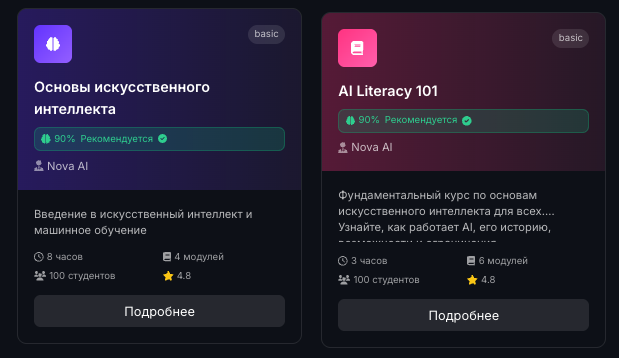 basic
Основы искусственного
интеллекта
90% Рекомендуется
Nova AI
Введение в искусственный интеллект и
машинное обучение
8 часов
4 модулей
100 студентов
4.8
Подробнее
basic
AI Literacy 101
90% Рекомендуется
Nova AI
Фундаментальный курс по основам
искусственного интеллекта для всех....
Узнайте, как работает AI, его историю,
возможности и ограничения
3 часов
6 модулей
100 студентов
4.8
Подробнее